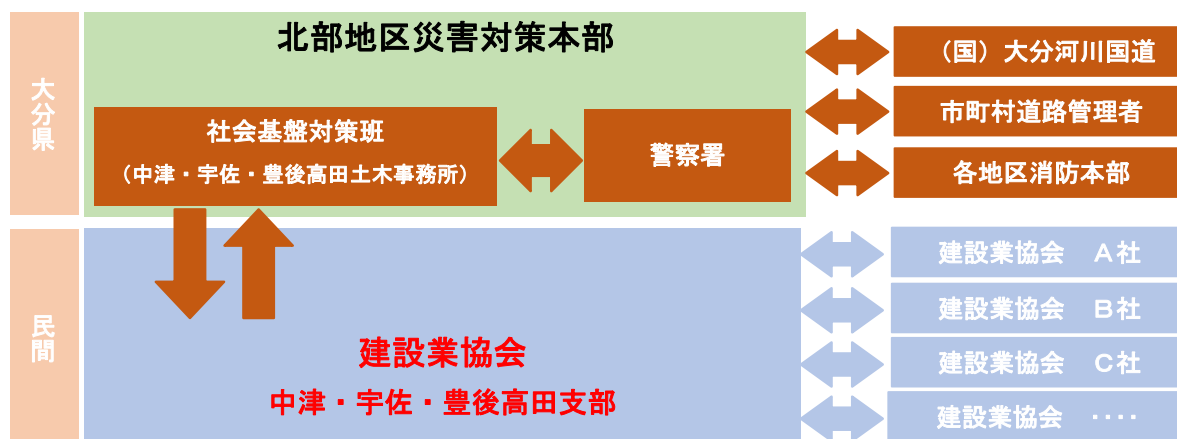 大分県
北部地区災害対策本部
社会基盤対策班
（中津・宇佐・豊後高田土木事務所）
警察署
（国）大分河川国道
市町村道路管理者
各地区消防本部
民間
建設業協会
中津・宇佐・豊後高田支部
建設業協会　Ａ社
建設業協会　Ｂ社
建設業協会　Ｃ社
建設業協会　‥‥